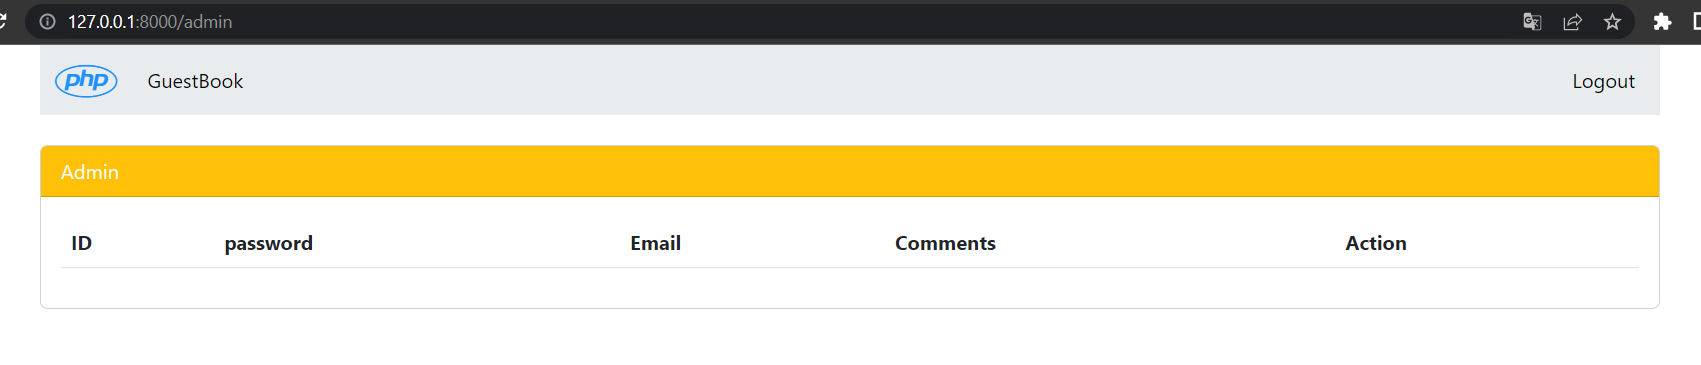 127.0.0.1:8000/admin
php GuestBook Logout
Admin
ID password Email Comments Action